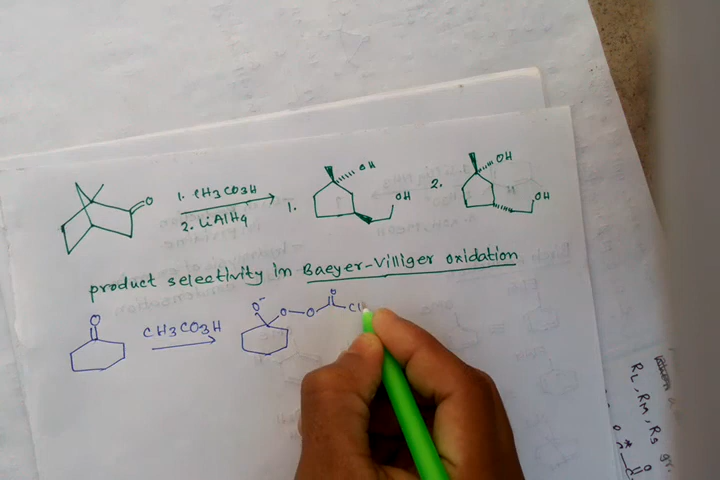 O 1. CH3CO3H 2. LiAlH4 1. OH OH 2. OH OH
product selectivity in Baeyer-Villiger oxidation
O CH3CO3H O- O-O O C
RL, RM, RS gr.